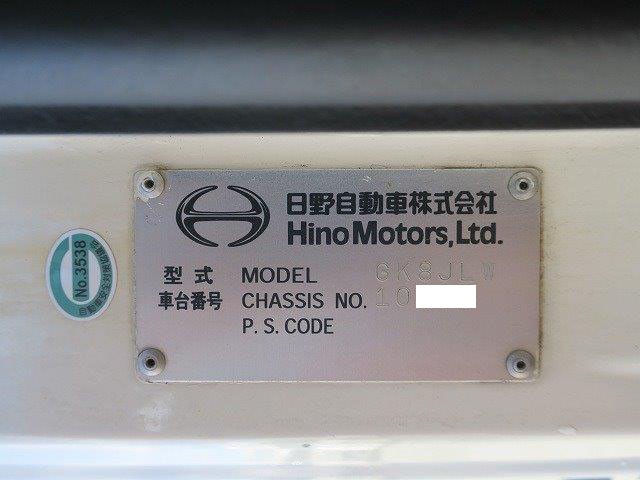 日野自動車株式会社
Hino Motors, Ltd.
型式 MODEL GK8JLW
車台番号 CHASSIS NO. 10
P.S.CODE
No.3538